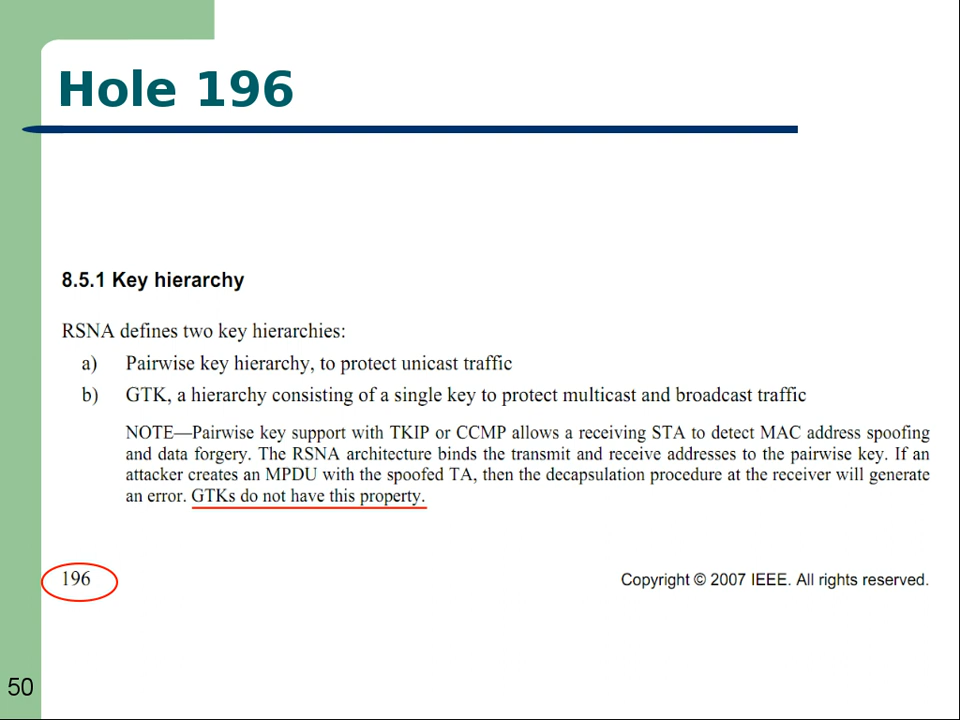 Hole 196
8.5.1 Key hierarchy
RSNA defines two key hierarchies:
a) Pairwise key hierarchy, to protect unicast traffic
b) GTK, a hierarchy consisting of a single key to protect multicast and broadcast traffic
NOTE—Pairwise key support with TKIP or CCMP allows a receiving STA to detect MAC address spoofing
and data forgery. The RSNA architecture binds the transmit and receive addresses to the pairwise key. If an
attacker creates an MPDU with the spoofed TA, then the decapsulation procedure at the receiver will generate
an error. GTKs do not have this property.
196 Copyright © 2007 IEEE. All rights reserved.
50